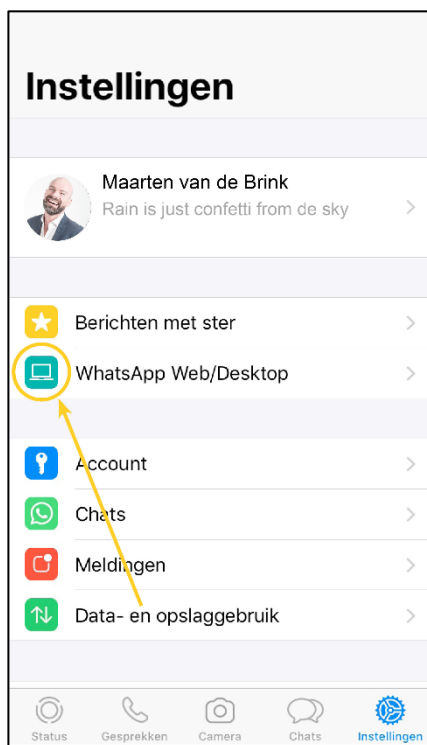 Instellingen
Maarten van de Brink
Rain is just confetti from de sky
Berichten met ster
WhatsApp Web/Desktop
Account
Chats
Meldingen
Data- en opslaggebruik
Status Gesprekken Camera Chats Instellingen